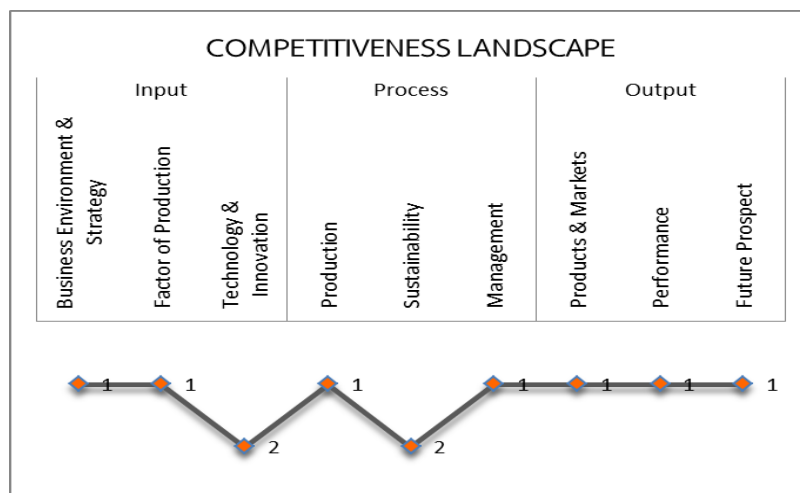 COMPETITIVENESS LANDSCAPE
Input
Process
Output
Business Environment &
Strategy
Factor of Production
Technology &
Innovation
Production
Sustainability
Management
Products & Markets
Performance
Future Prospect
1
1
2
1
2
1
1
1
1